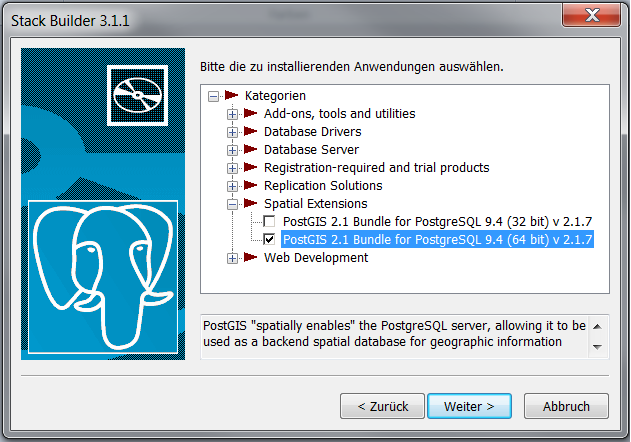 Stack Builder 3.1.1
Bitte die zu installierenden Anwendungen auswählen.
Kategorien
Add-ons, tools and utilities
Database Drivers
Database Server
Registration-required and trial products
Replication Solutions
Spatial Extensions
PostGIS 2.1 Bundle for PostgreSQL 9.4 (32 bit) v 2.1.7
PostGIS 2.1 Bundle for PostgreSQL 9.4 (64 bit) v 2.1.7
Web Development
PostGIS "spatially enables" the PostgreSQL server, allowing it to be
used as a backend spatial database for geographic information
< Zurück
Weiter >
Abbruch